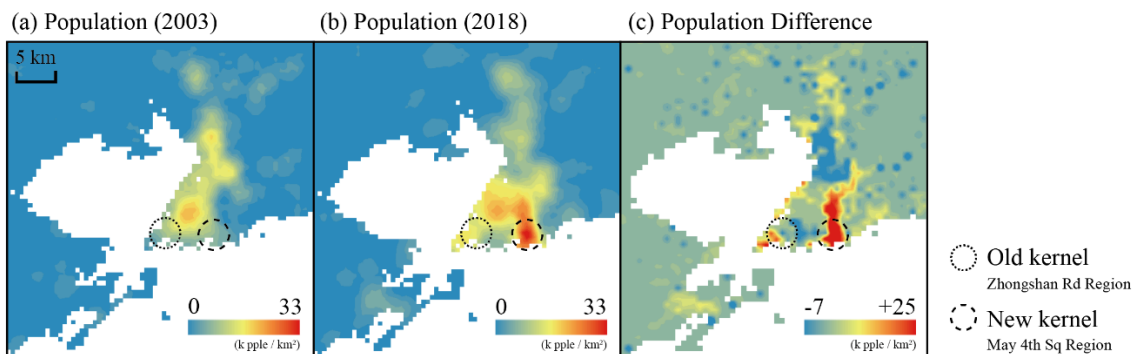 (a) Population (2003)
(b) Population (2018)
(c) Population Difference
5 km
0 33
(k pple / km²)
0 33
(k pple / km²)
-7 +25
(k pple / km²)
Old kernel
Zhongshan Rd Region
New kernel
May 4th Sq Region